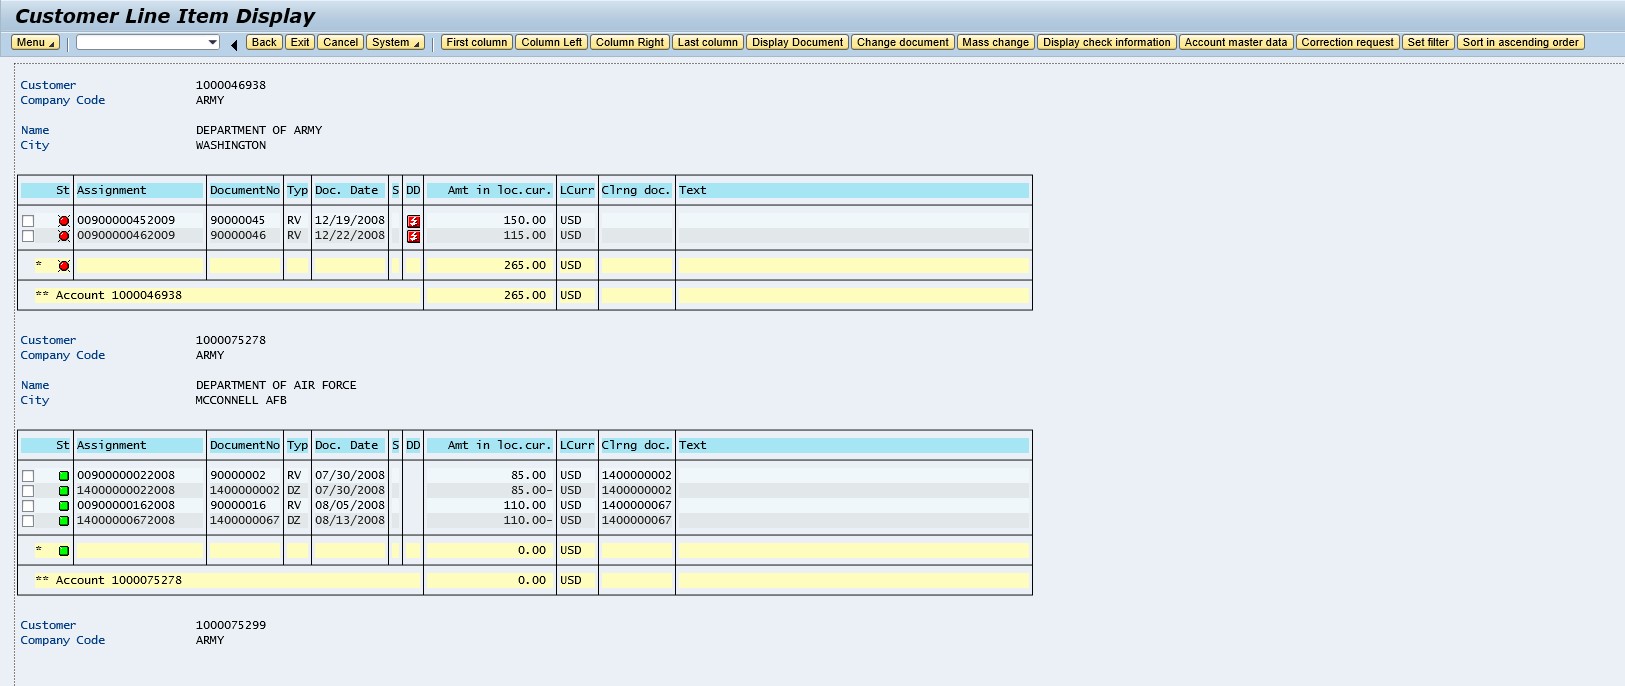 Customer Line Item Display
Menu Back Exit Cancel System First column Column Left Column Right Last column Display Document Change document Mass change Display check information Account master data Correction request Set filter Sort in ascending order
Customer 1000046938
Company Code ARMY
Name DEPARTMENT OF ARMY
City WASHINGTON
St Assignment DocumentNo Typ Doc. Date S DD Amt in loc.cur. LCurr Clrng doc. Text
00900000452009 90000045 RV 12/19/2008 150.00 USD
00900000462009 90000046 RV 12/22/2008 115.00 USD
* 265.00 USD
** Account 1000046938 265.00 USD
Customer 1000075278
Company Code ARMY
Name DEPARTMENT OF AIR FORCE
City MCCONNELL AFB
St Assignment DocumentNo Typ Doc. Date S DD Amt in loc.cur. LCurr Clrng doc. Text
00900000022008 90000002 RV 07/30/2008 85.00 USD 1400000002
14000000022008 1400000002 DZ 07/30/2008 85.00- USD 1400000002
00900000162008 90000016 RV 08/05/2008 110.00 USD 1400000067
14000000672008 1400000067 DZ 08/13/2008 110.00- USD 1400000067
* 0.00 USD
** Account 1000075278 0.00 USD
Customer 1000075299
Company Code ARMY